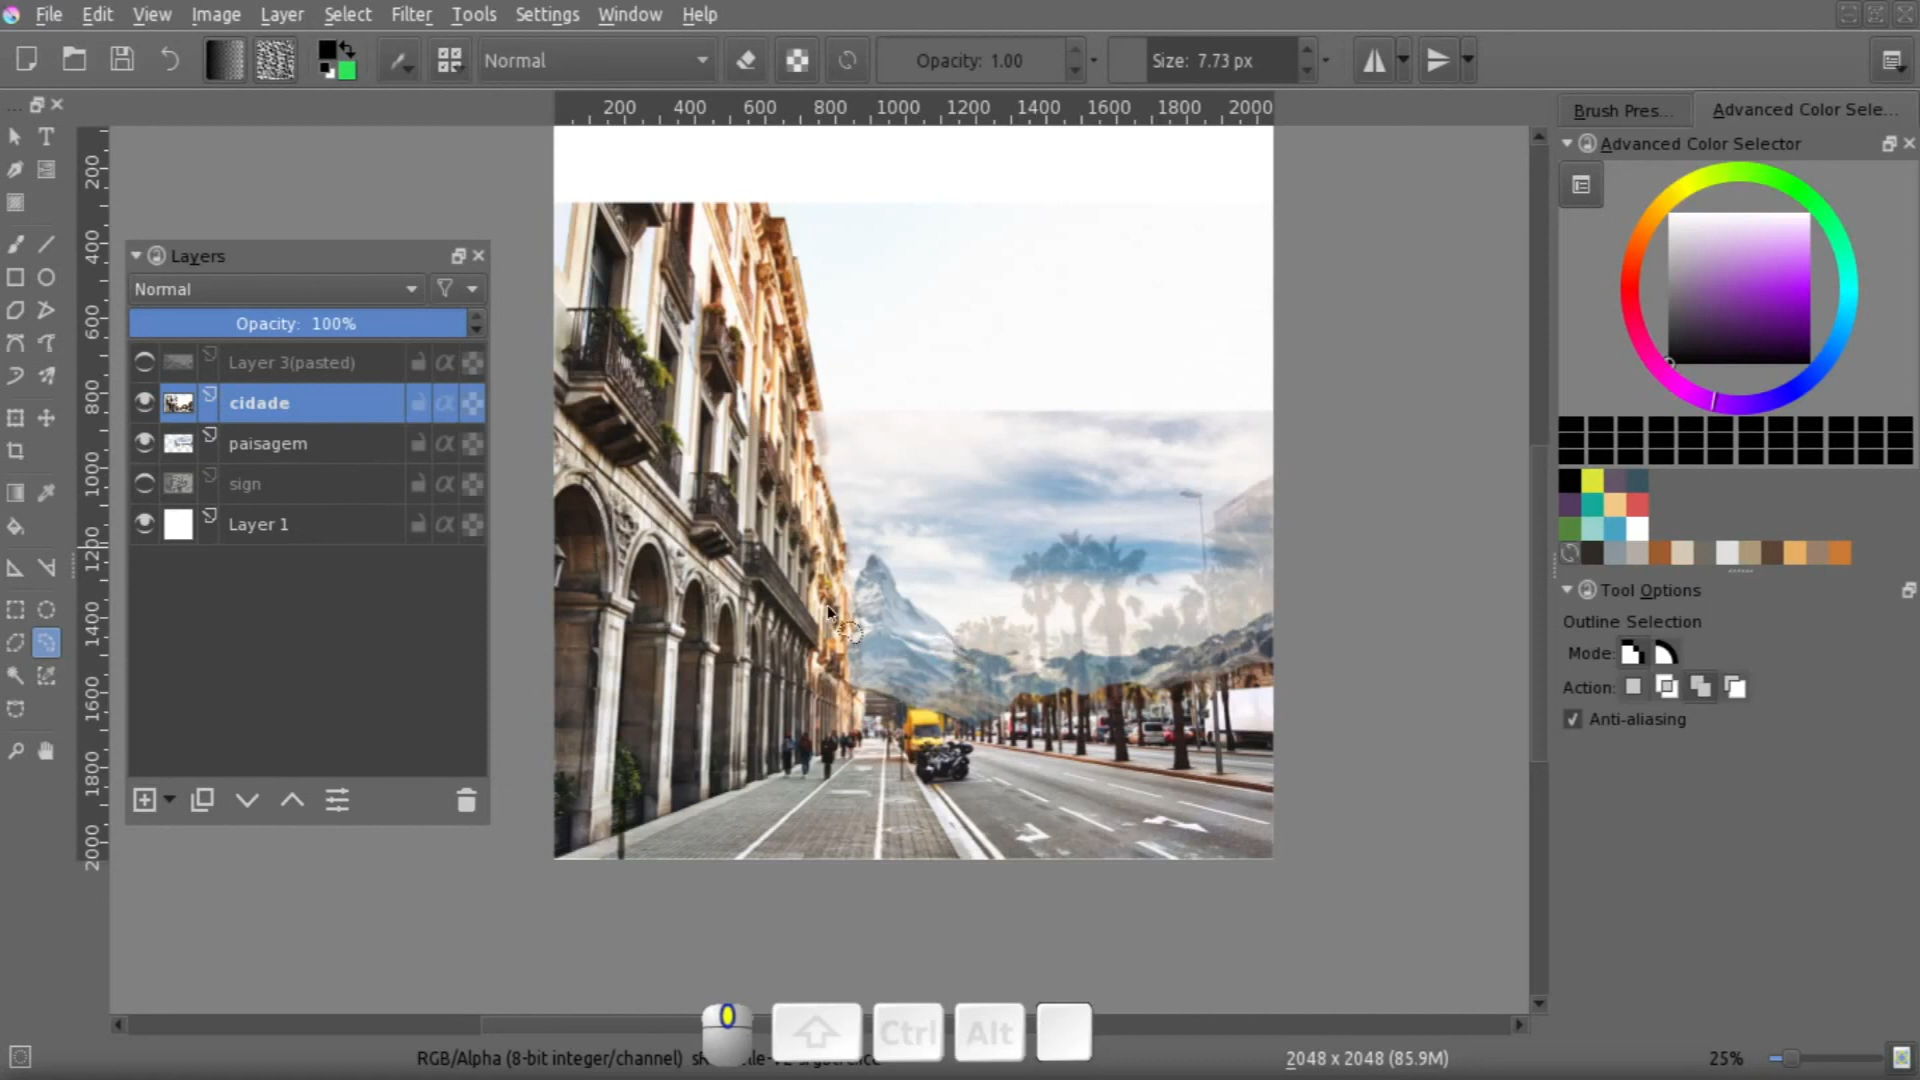 File Edit View Image Layer Select Filter Tools Settings Window Help
Normal
Opacity: 1.00
Size: 7.73 px
200 400 600 800 1000 1200 1400 1600 1800 2000
Brush Pres...
Advanced Color Sele...
Advanced Color Selector
200
400
600
800
1000
1200
1400
1600
1800
2000
Layers
Normal
Opacity: 100%
Layer 3(pasted)
cidade
paisagem
sign
Layer 1
Tool Options
Outline Selection
Mode:
Action:
Anti-aliasing
Ctrl
Alt
RGB/Alpha (8-bit integer/channel)
2048 x 2048 (85.9M)
25%